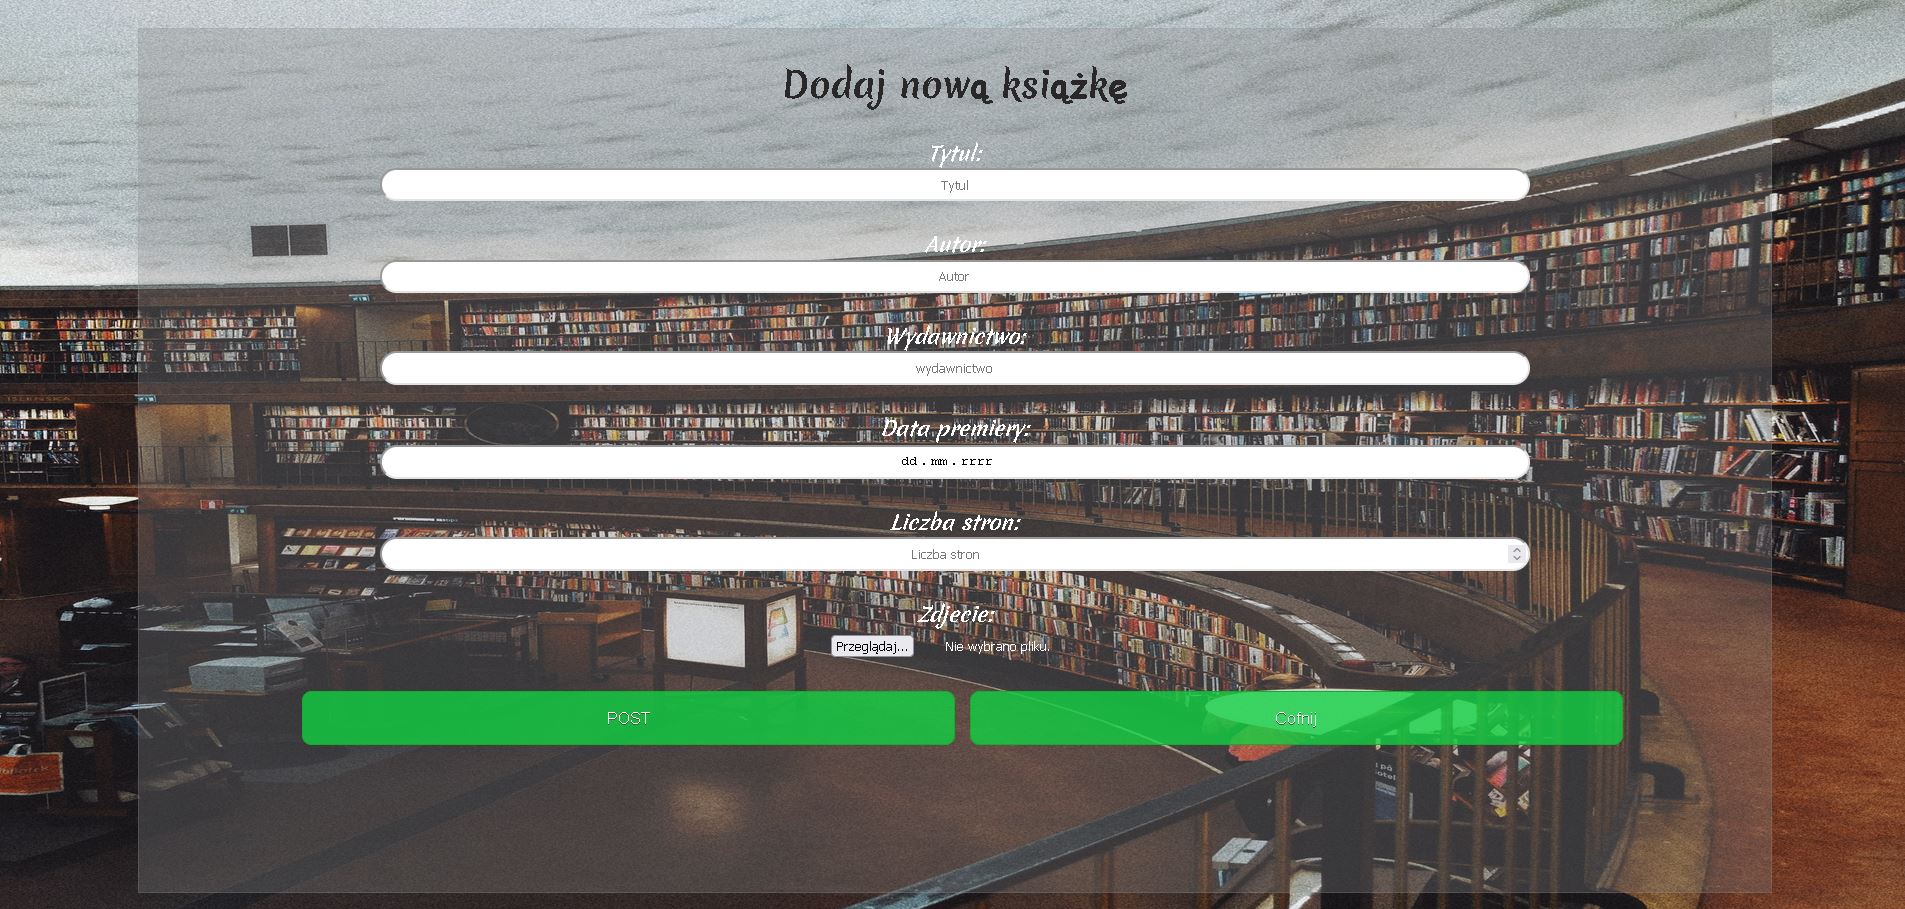 Dodaj nową książkę
Tytul:
Tytul
Autor:
Autor
Wydawnictwo:
wydawnictwo
Data premiery:
dd.mm.rrrr
Liczba stron:
Liczba stron
Zdjecie:
Przeglądaj... Nie wybrano pliku.
POST Cofnij